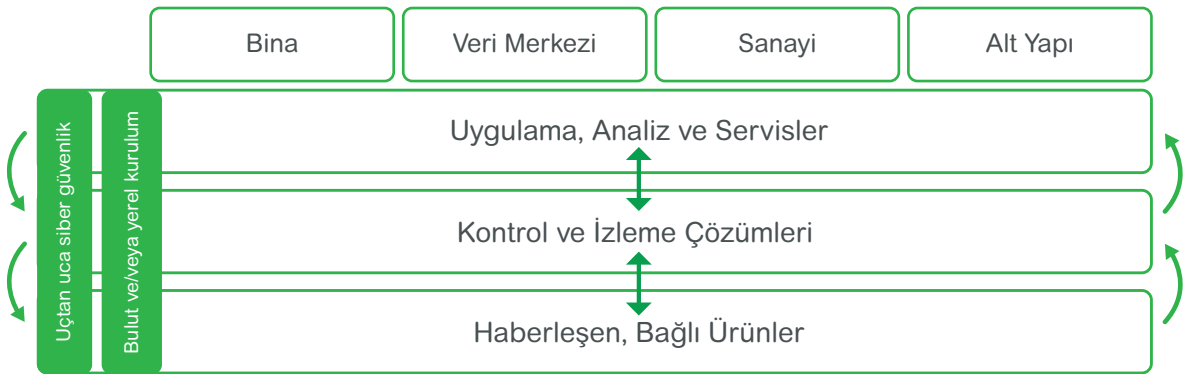 Bina
Veri Merkezi
Sanayi
Alt Yapı
Uçtan uca siber güvenlik
Bulut ve/veya yerel kurulum
Uygulama, Analiz ve Servisler
Kontrol ve İzleme Çözümleri
Haberleşen, Bağlı Ürünler